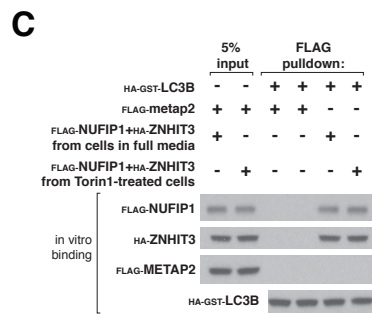 C
5% input
FLAG pulldown:
HA-GST-LC3B - - + + + +
FLAG-metap2 + + + + - -
FLAG-NUFIP1+HA-ZNHIT3 from cells in full media + - - - + -
FLAG-NUFIP1+HA-ZNHIT3 from Torin1-treated cells - + - - - +
in vitro binding
FLAG-NUFIP1
HA-ZNHIT3
FLAG-METAP2
HA-GST-LC3B